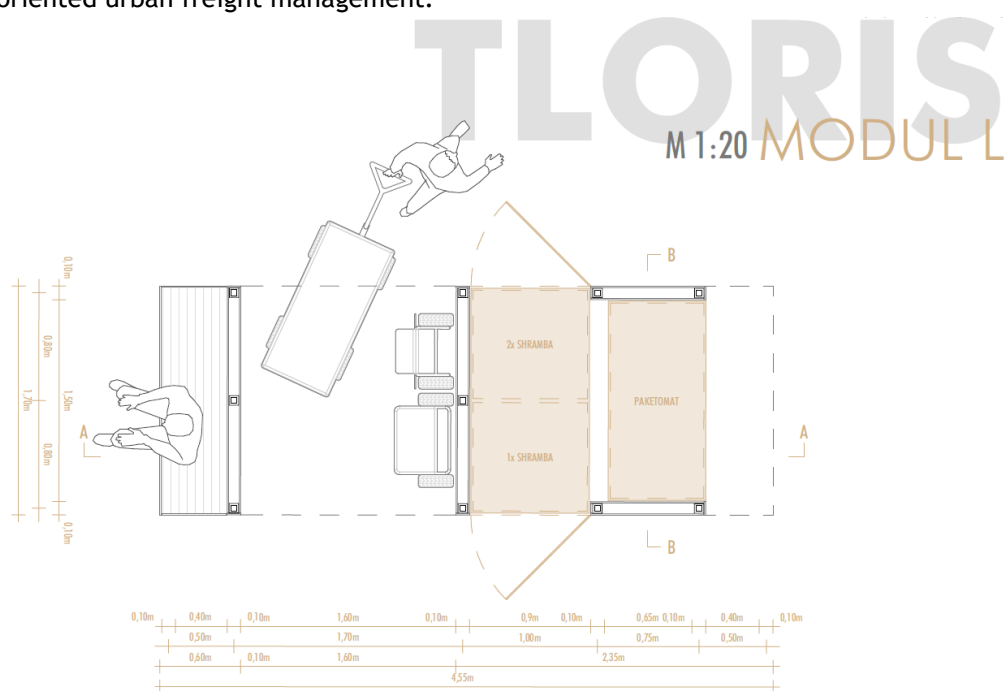 oriented urban freight management.
TLORIS
M 1:20 MODUL L
B
0,10m
0,80m
1,50m
1,70m
0,80m
0,10m
2x SHRAMBA
PAKETOMAT
A
A
1x SHRAMBA
B
0,10m 0,40m 0,10m 1,60m 0,10m 0,9m 0,10m 0,65m 0,10m 0,40m 0,10m
0,50m 1,70m 1,00m 0,75m 0,50m
0,60m 0,10m 1,60m 2,35m
4,55m